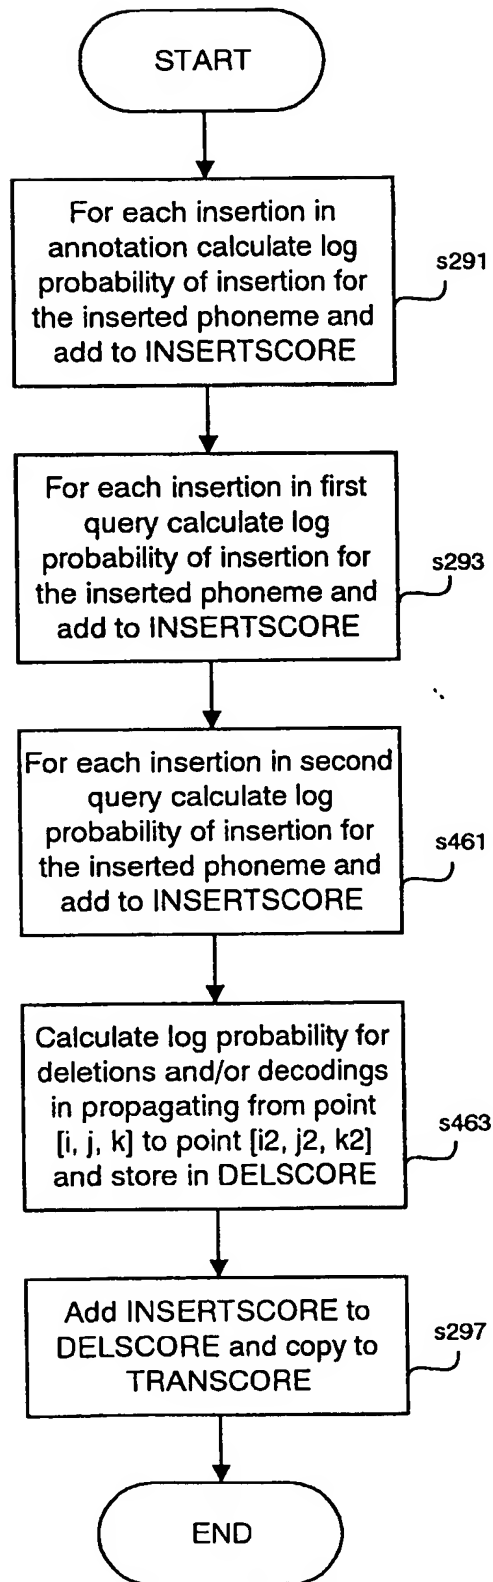 START
For each insertion in
annotation calculate log
probability of insertion for
the inserted phoneme and
add to INSERTSCORE
s291
For each insertion in first
query calculate log
probability of insertion for
the inserted phoneme and
add to INSERTSCORE
s293
For each insertion in second
query calculate log
probability of insertion for
the inserted phoneme and
add to INSERTSCORE
s461
Calculate log probability for
deletions and/or decodings
in propagating from point
[i, j, k] to point [i2, j2, k2]
and store in DELSCORE
s463
Add INSERTSCORE to
DELSCORE and copy to
TRANSCORE
s297
END